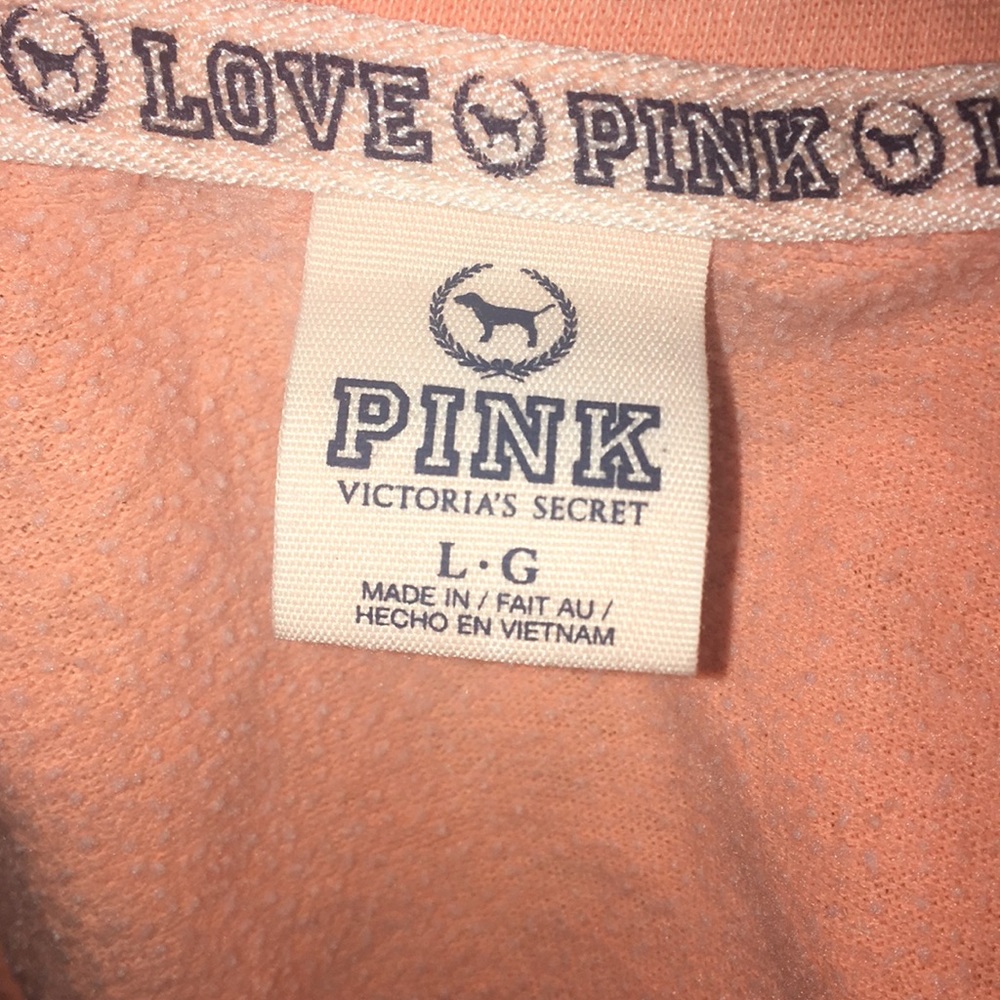 LOVE PINK
PINK
VICTORIA'S SECRET
L·G
MADE IN / FAIT AU /
HECHO EN VIETNAM